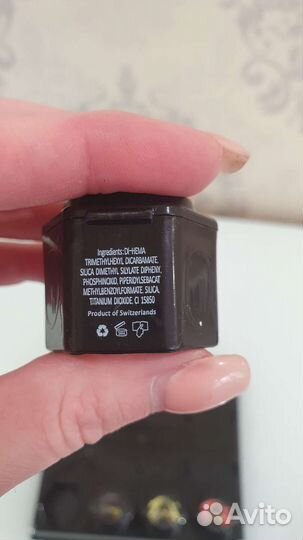 Ingredients: DI-HEMA
TRIMETHYLHEXYL DICARBAMATE,
SILICA DIMETHYL SILYLATE DIPHENY,
PHOSPHINOXID, PIPERIDYLSEBACAT
METHYLBENZOYLFORMATE, SILICA,
TITANIUM DIOXIDE, CI 15850
Product of Switzerlands
Avito